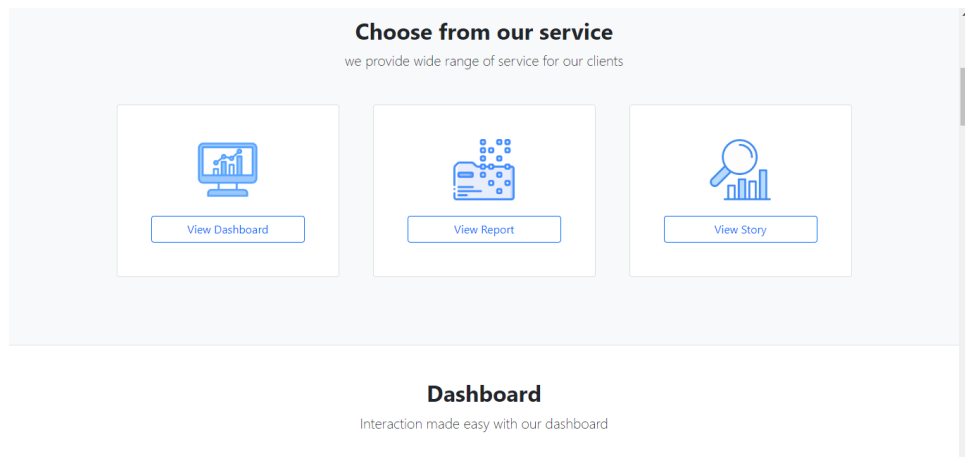 Choose from our service
we provide wide range of service for our clients
View Dashboard
View Report
View Story
Dashboard
Interaction made easy with our dashboard